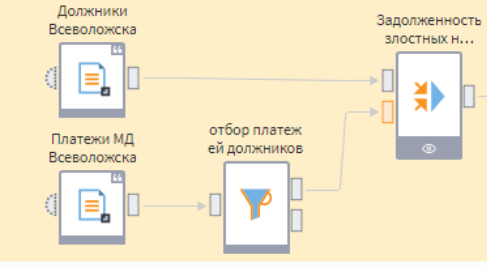 Должники
Всеволожска
Задолженность
злостных н...
Платежи МД
Всеволожска
отбор платеж
ей должников